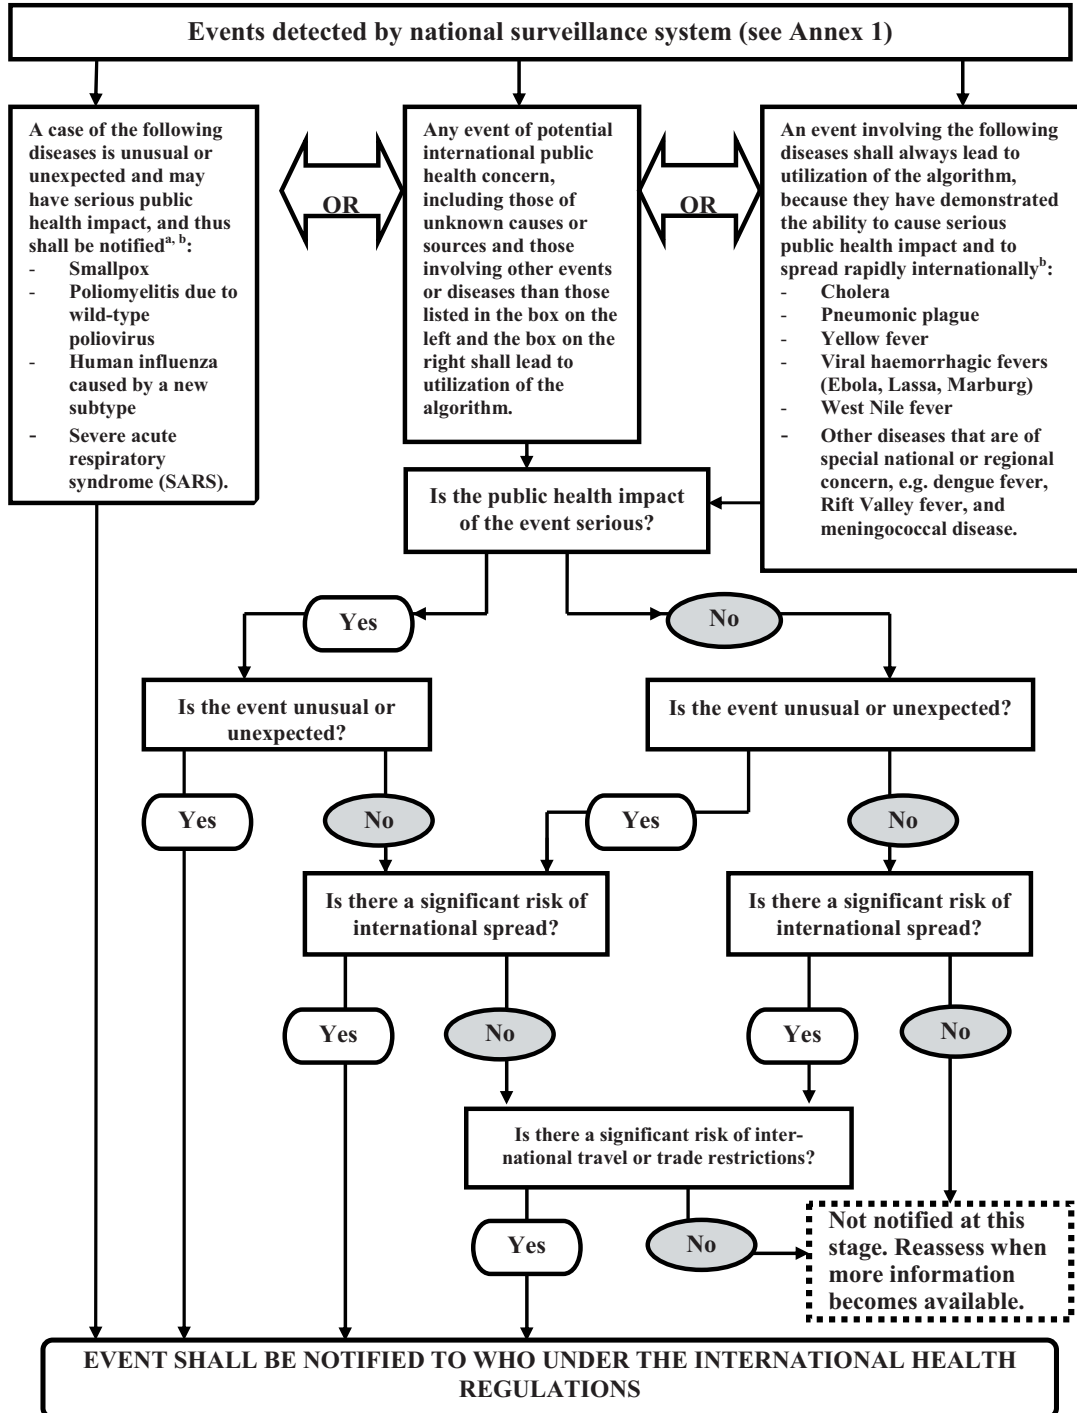 Events detected by national surveillance system (see Annex 1)
A case of the following
diseases is unusual or
unexpected and may
have serious public
health impact, and thus
shall be notifieda, b:
- Smallpox
- Poliomyelitis due to
wild-type
poliovirus
- Human influenza
caused by a new
subtype
- Severe acute
respiratory
syndrome (SARS).
OR
Any event of potential
international public
health concern,
including those of
unknown causes or
sources and those
involving other events
or diseases than those
listed in the box on the
left and the box on the
right shall lead to
utilization of the
algorithm.
OR
An event involving the following
diseases shall always lead to
utilization of the algorithm,
because they have demonstrated
the ability to cause serious
public health impact and to
spread rapidly internationallyb:
- Cholera
- Pneumonic plague
- Yellow fever
- Viral haemorrhagic fevers
(Ebola, Lassa, Marburg)
- West Nile fever
- Other diseases that are of
special national or regional
concern, e.g. dengue fever,
Rift Valley fever, and
meningococcal disease.
Is the public health impact
of the event serious?
Yes
No
Is the event unusual or
unexpected?
Is the event unusual or unexpected?
Yes
No
Yes
No
Is there a significant risk of
international spread?
Is there a significant risk of
international spread?
Yes
No
Yes
No
Is there a significant risk of inter-
national travel or trade restrictions?
Yes
No
Not notified at this
stage. Reassess when
more information
becomes available.
EVENT SHALL BE NOTIFIED TO WHO UNDER THE INTERNATIONAL HEALTH
REGULATIONS